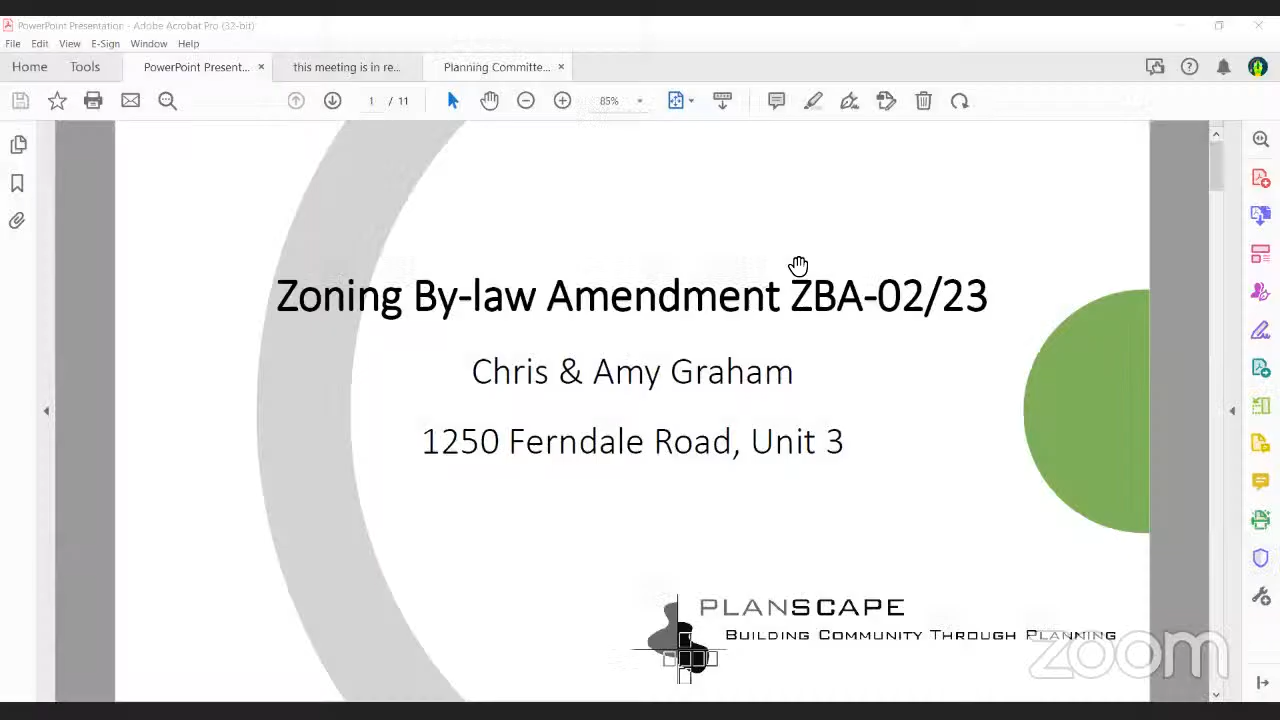 PowerPoint Presentation - Adobe Acrobat Pro (32-bit)
File Edit View E-Sign Window Help
Home Tools PowerPoint Present... × this meeting is in re... Planning Committe... ×
1 / 11 85%
Zoning By-law Amendment ZBA-02/23
Chris & Amy Graham
1250 Ferndale Road, Unit 3
PLANSCAPE
BUILDING COMMUNITY THROUGH PLANNING
zoom